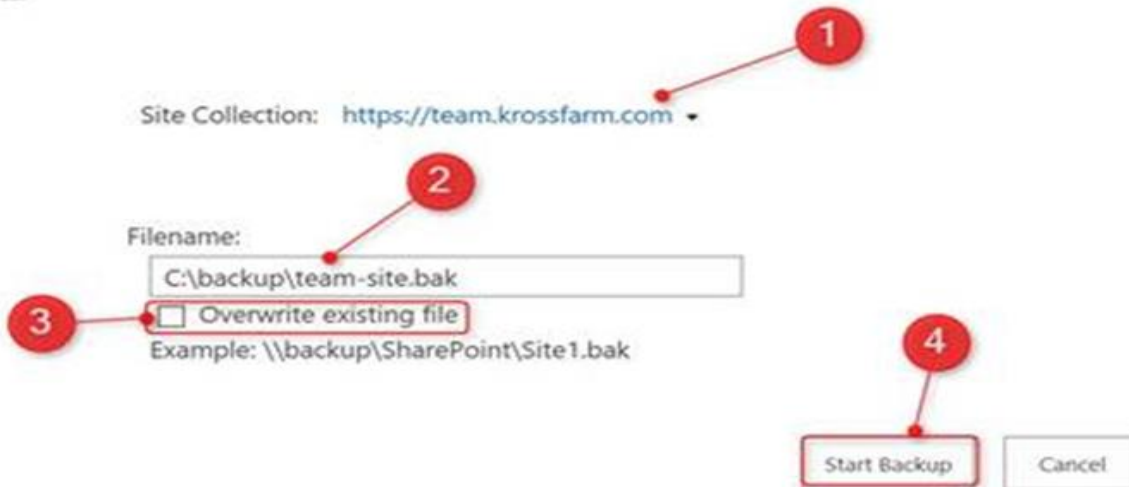 1
Site Collection: https://team.krossfarm.com
2
Filename:
C:\backup\team-site.bak
3
Overwrite existing file
Example: \\backup\SharePoint\Site1.bak
4
Start Backup Cancel